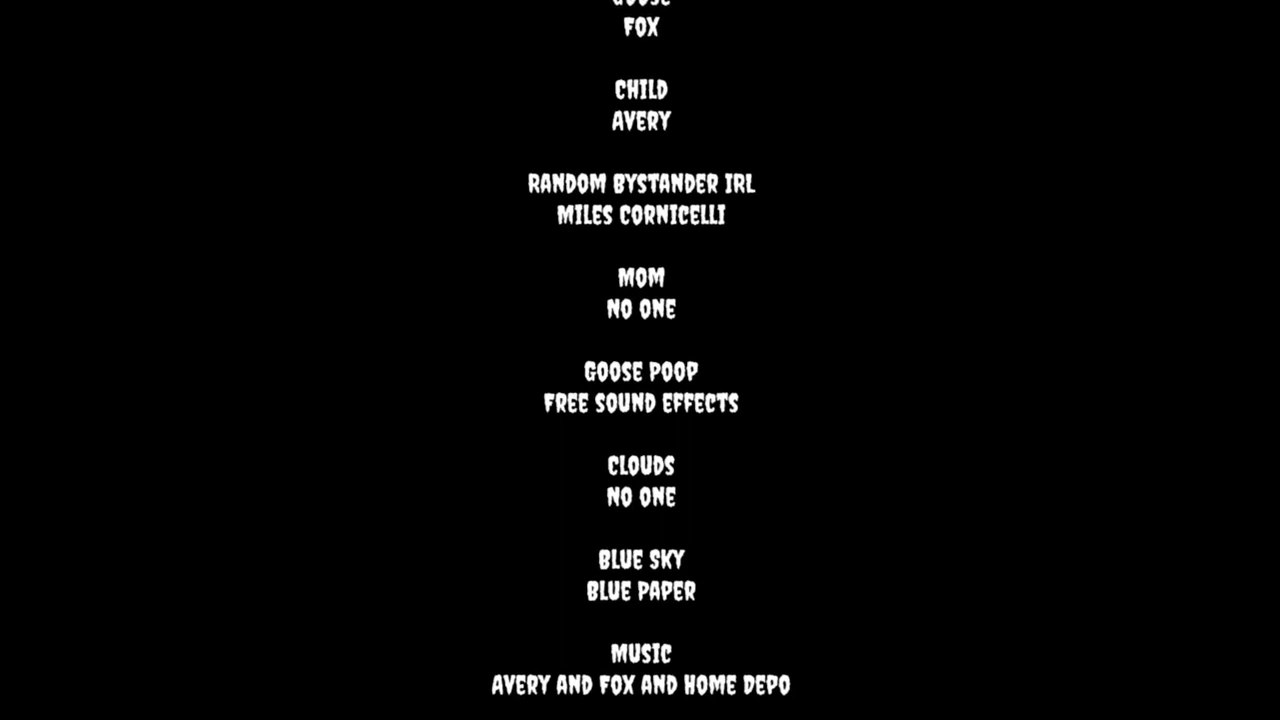 GOOSE
FOX
CHILD
AVERY
RANDOM BYSTANDER IRL
MILES CORNICELLI
MOM
NO ONE
GOOSE POOP
FREE SOUND EFFECTS
CLOUDS
NO ONE
BLUE SKY
BLUE PAPER
MUSIC
AVERY AND FOX AND HOME DEPO